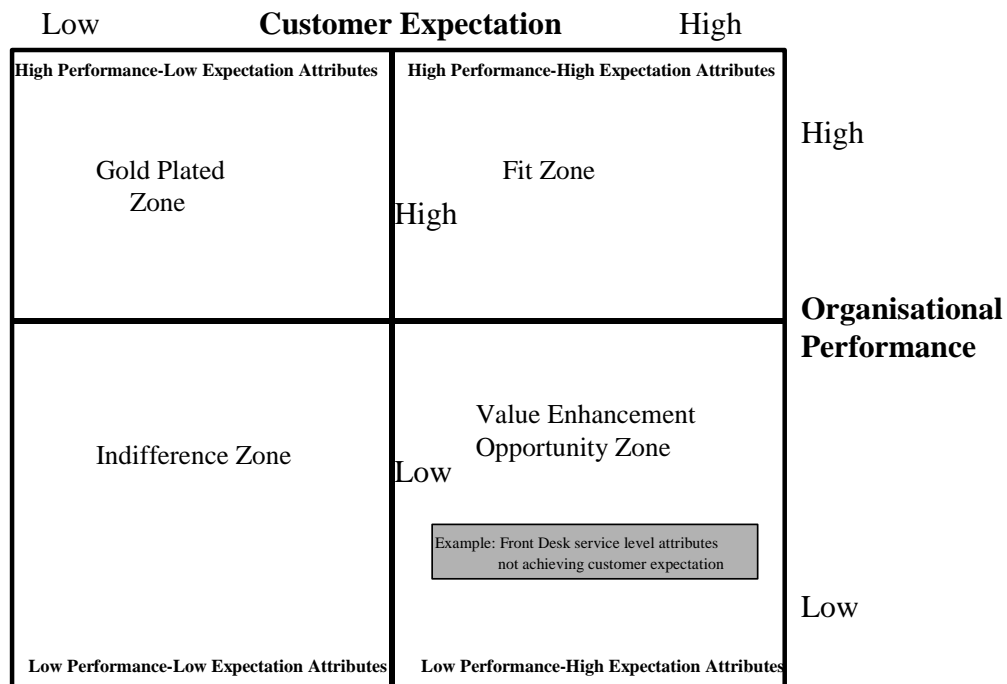 Low Customer Expectation High
High Performance-Low Expectation Attributes
High Performance-High Expectation Attributes
High
Gold Plated
Zone
Fit Zone
High
Organisational
Performance
Value Enhancement
Opportunity Zone
Indifference Zone
Low
Example: Front Desk service level attributes
not achieving customer expectation
Low
Low Performance-Low Expectation Attributes
Low Performance-High Expectation Attributes